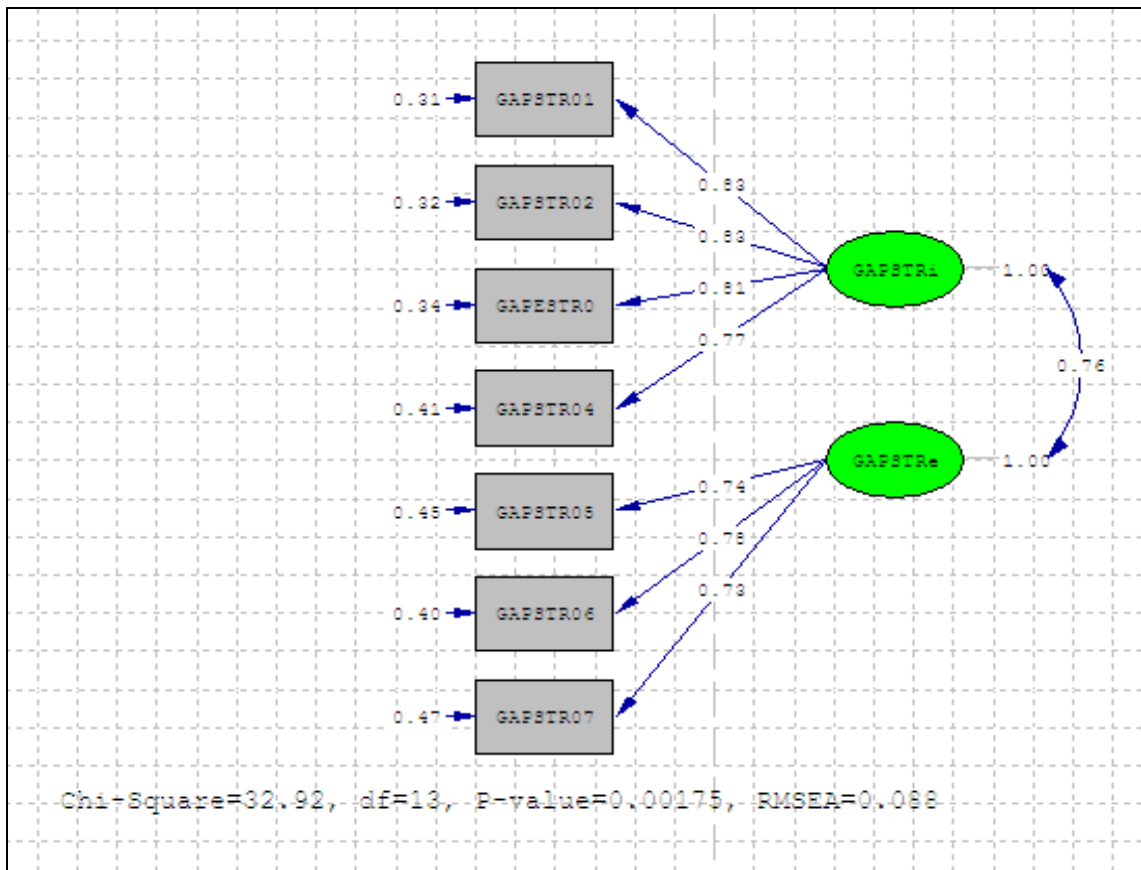 0.31 GAPSTR01
0.83
0.32 GAPSTR02
0.83
GAPSTRi 1.00
0.34 GAPESTR0
0.81
0.77
0.76
0.41 GAPSTR04
GAPSTRe 1.00
0.74
0.45 GAPSTR05
0.78
0.40 GAPSTR06
0.73
0.47 GAPSTR07
Chi-Square=32.92, df=13, P-value=0.00175, RMSEA=0.088